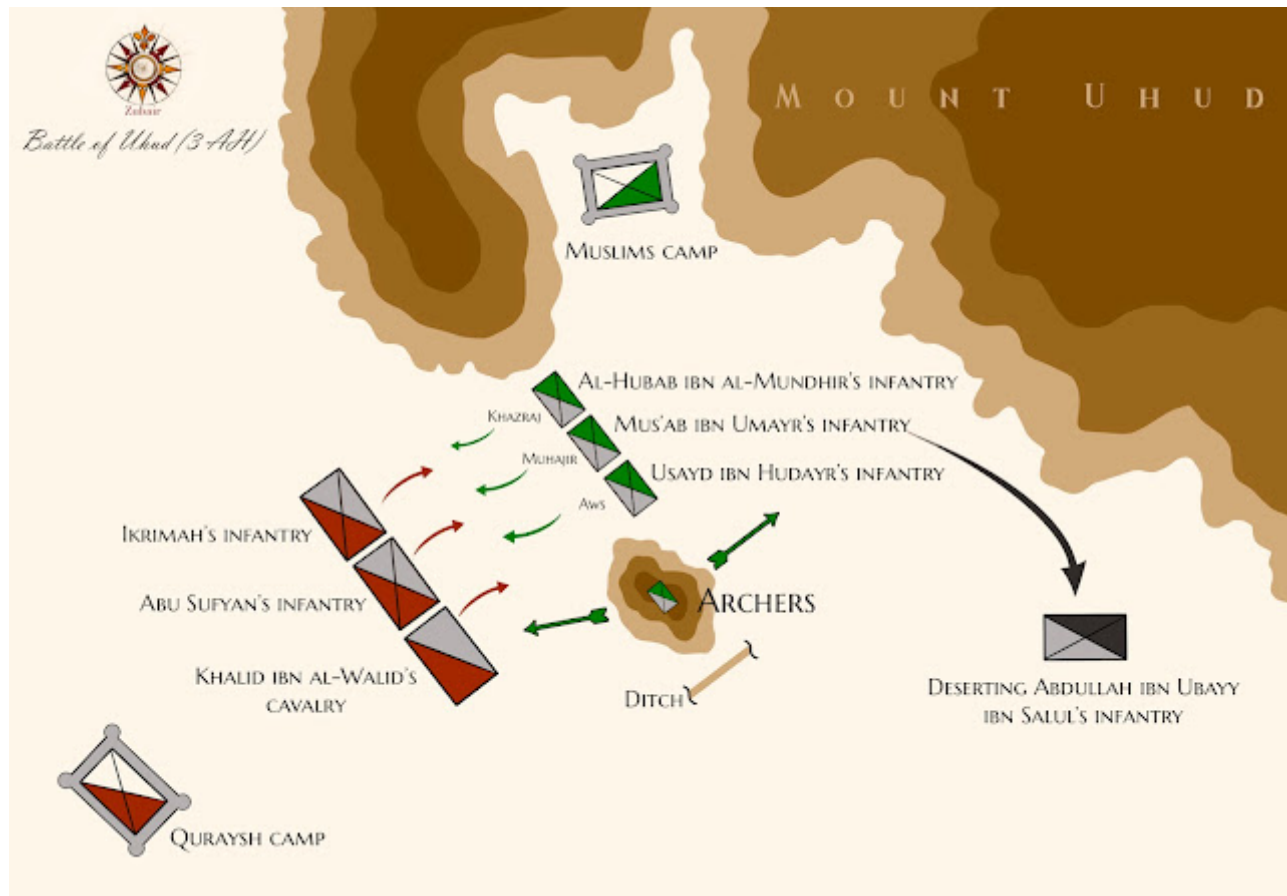 Zubair
Battle of Uhud (3 AH)
MOUNT UHUD
MUSLIMS CAMP
AL-HUBAB IBN AL-MUNDHIR'S INFANTRY
KHAZRAJ
MUS'AB IBN UMAYR'S INFANTRY
MUHAJIR
USAYD IBN HUDAYR'S INFANTRY
AWS
IKRIMAH'S INFANTRY
ABU SUFYAN'S INFANTRY
KHALID IBN AL-WALID'S
CAVALRY
ARCHERS
DITCH
DESERTING ABDULLAH IBN UBAYY
IBN SALUL'S INFANTRY
QURAYSH CAMP